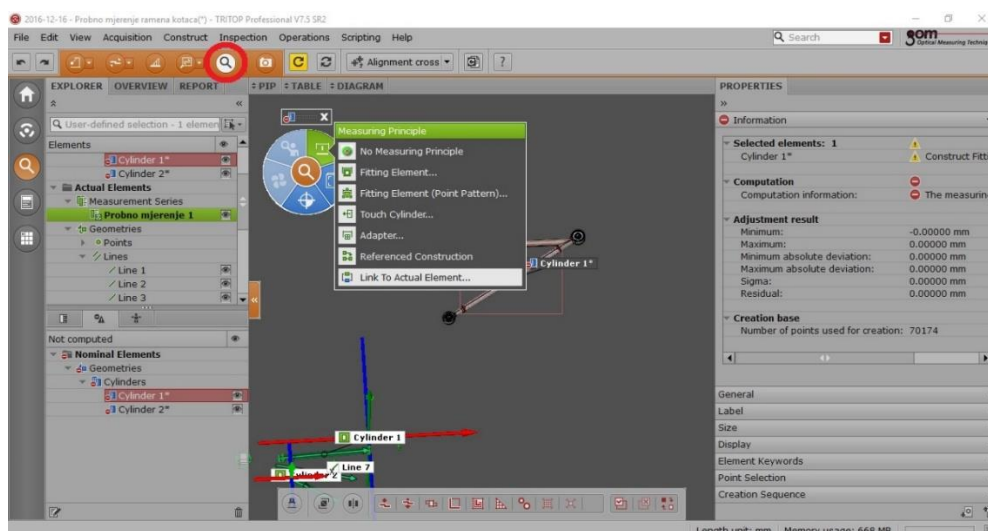 2016-12-16 - Probno mjerenje ramena kotaca(*) - TRITOP Professional V7.5 SR2
File Edit View Acquisition Construct Inspection Operations Scripting Help
Search
gom
Optical Measuring Techniq
Alignment cross
EXPLORER OVERVIEW REPORT
PIP TABLE DIAGRAM
PROPERTIES
User-defined selection - 1 elemen
Elements
Cylinder 1*
Cylinder 2*
Actual Elements
Measurement Series
Probno mjerenje 1
Geometries
Points
Lines
Line 1
Line 2
Line 3
Not computed
Nominal Elements
Geometries
Cylinders
Cylinder 1*
Cylinder 2*
X
Measuring Principle
No Measuring Principle
Fitting Element...
Fitting Element (Point Pattern)...
Touch Cylinder...
Adapter...
Referenced Construction
Link To Actual Element...
Cylinder 1*
Cylinder 1
Line 7
Information
Selected elements: 1
Cylinder 1* Construct Fitti
Computation
Computation information: The measurin
Adjustment result
Minimum: -0.00000 mm
Maximum: 0.00000 mm
Minimum absolute deviation: 0.00000 mm
Maximum absolute deviation: 0.00000 mm
Sigma: 0.00000 mm
Residual: 0.00000 mm
Creation base
Number of points used for creation: 70174
General
Label
Size
Display
Element Keywords
Point Selection
Creation Sequence
Length unit: mm Memory usage: 668 MB